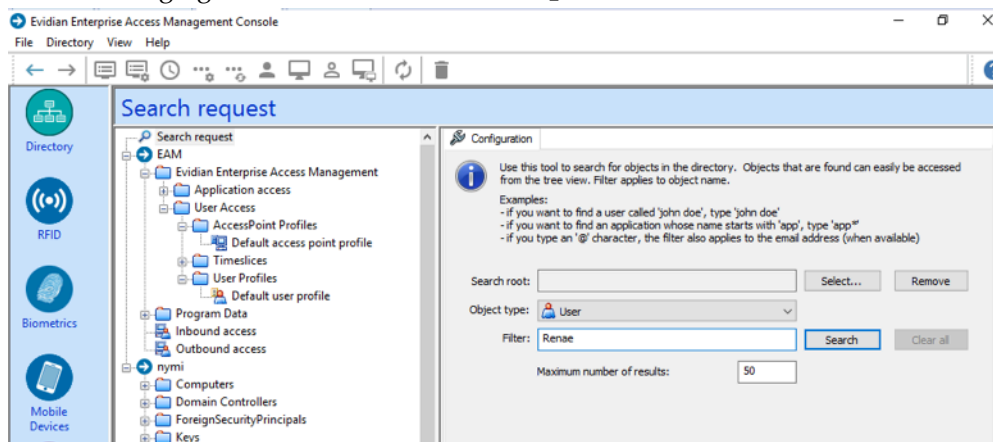 Evidian Enterprise Access Management Console
File Directory View Help
Directory
RFID
Biometrics
Mobile
Devices
Search request
Search request
EAM
Evidian Enterprise Access Management
Application access
User Access
AccessPoint Profiles
Default access point profile
Timeslices
User Profiles
Default user profile
Program Data
Inbound access
Outbound access
nymi
Computers
Domain Controllers
ForeignSecurityPrincipals
Keys
Configuration
Use this tool to search for objects in the directory. Objects that are found can easily be accessed
from the tree view. Filter applies to object name.
Examples:
- if you want to find a user called 'john doe', type 'john doe'
- if you want to find an application whose name starts with 'app', type 'app*'
- if you type an '@' character, the filter also applies to the email address (when available)
Search root: Select... Remove
Object type: User
Filter: Renae Search Clear all
Maximum number of results: 50